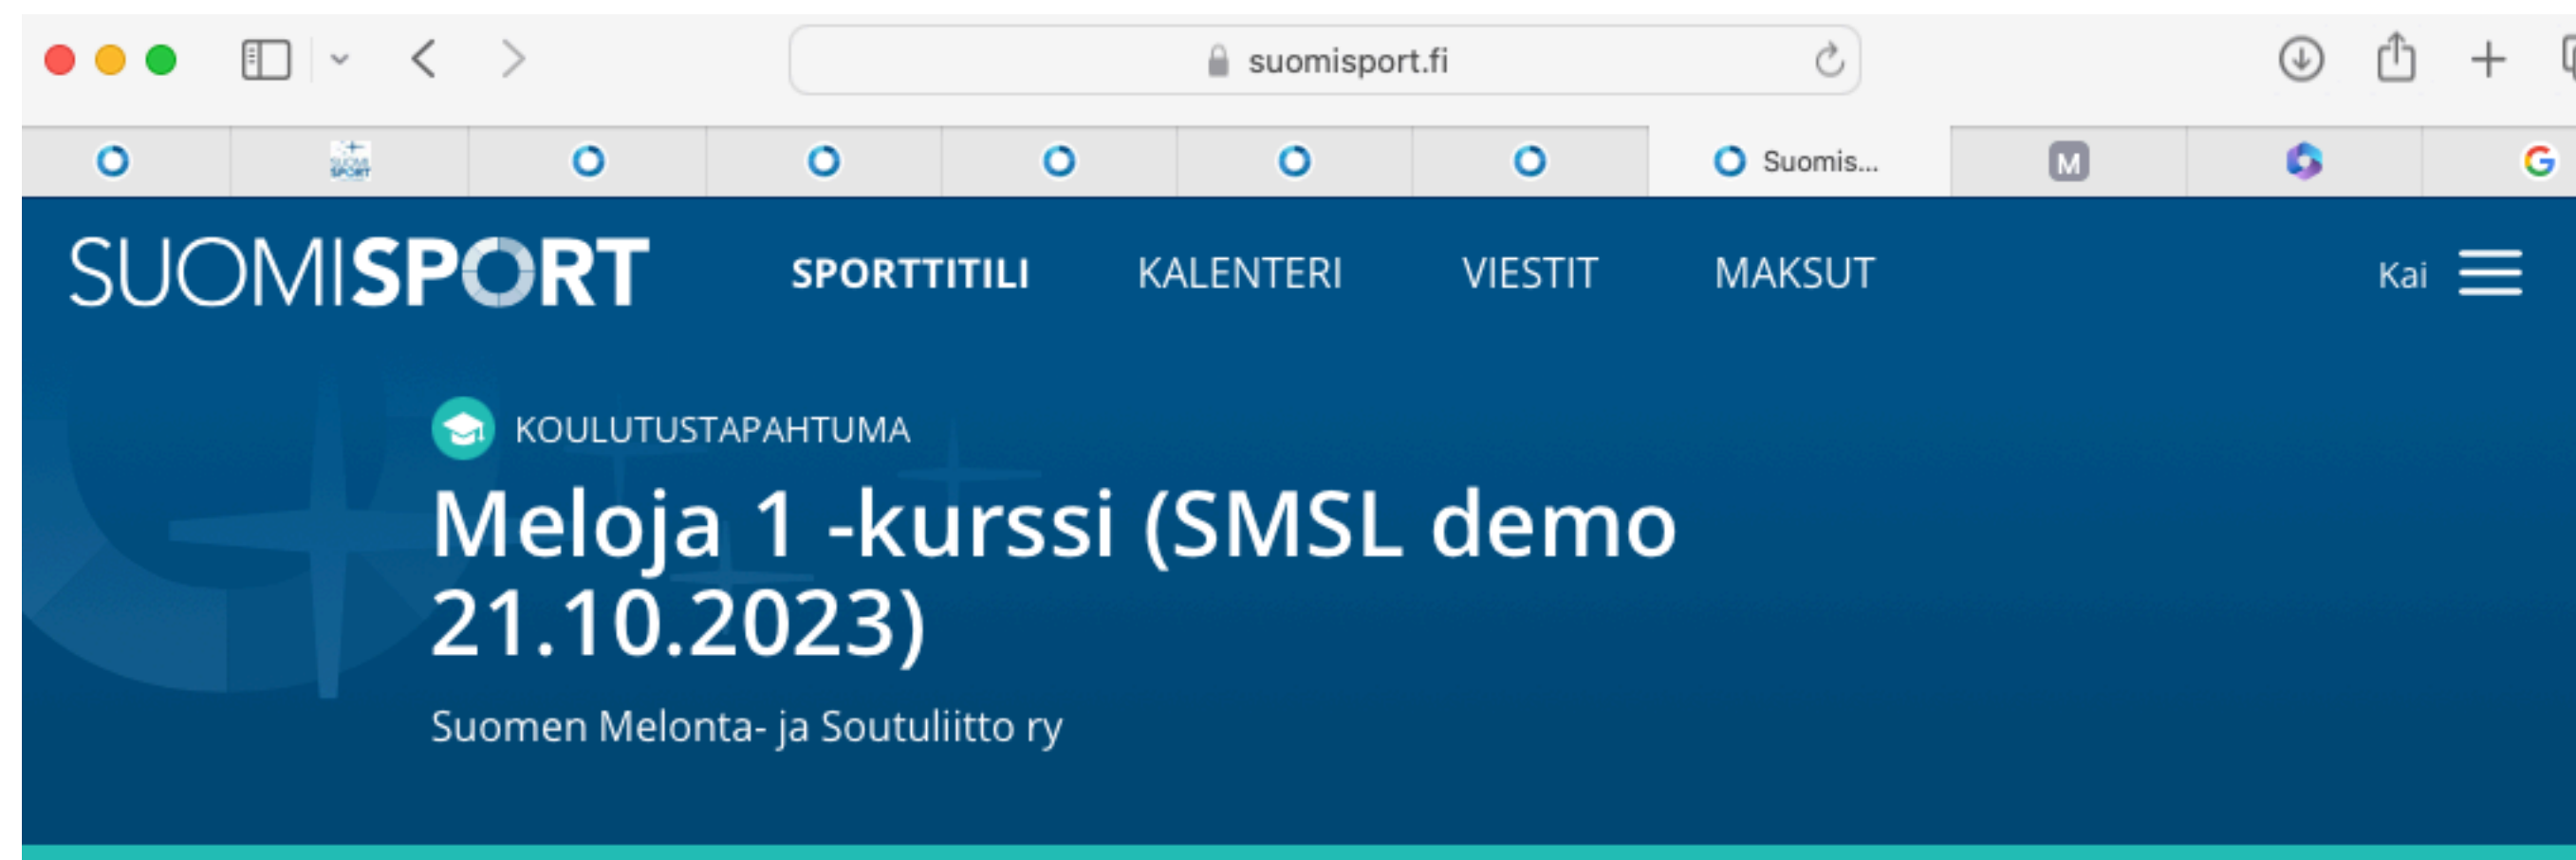 suomisport.fi
Suomis...
M
G
SUOMISPORT
SPORTTITILI KALENTERI VIESTIT MAKSUT Kai
KOULUTUSTAPAHTUMA
Meloja 1 -kurssi (SMSL demo
21.10.2023)
Suomen Melonta- ja Soutuliitto ry